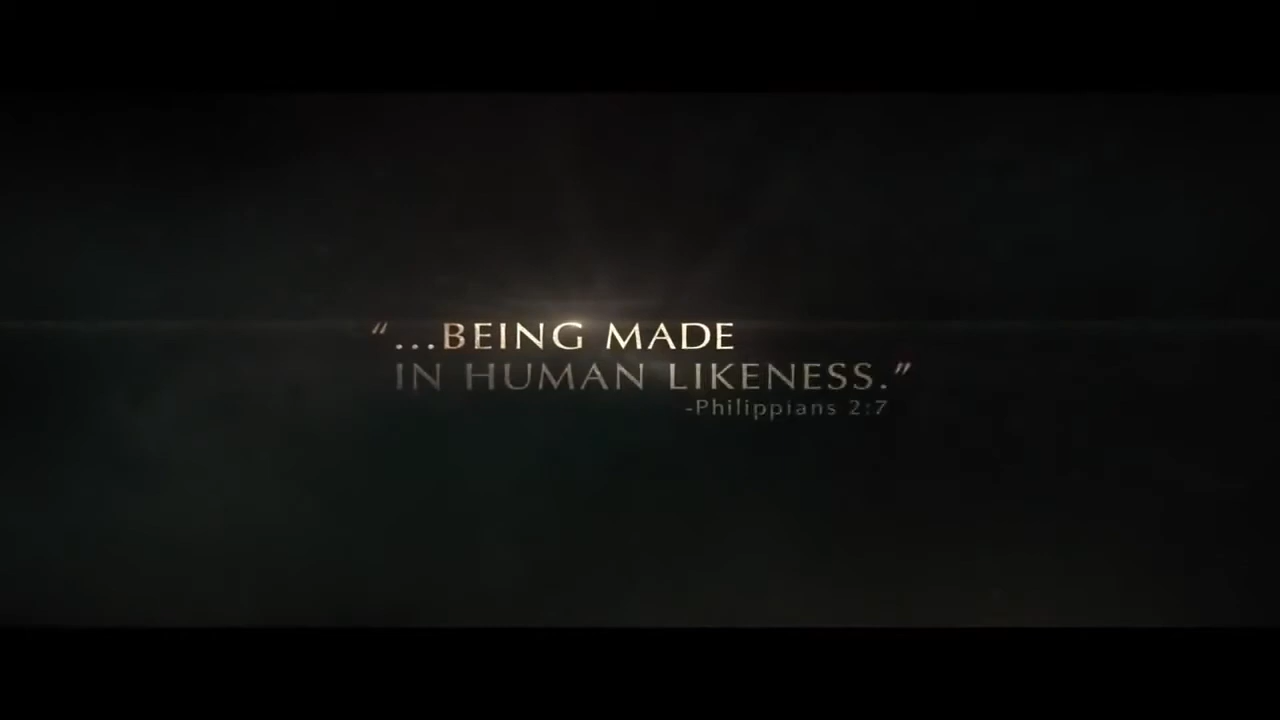 “...BEING MADE
IN HUMAN LIKENESS.”
-Philippians 2:7